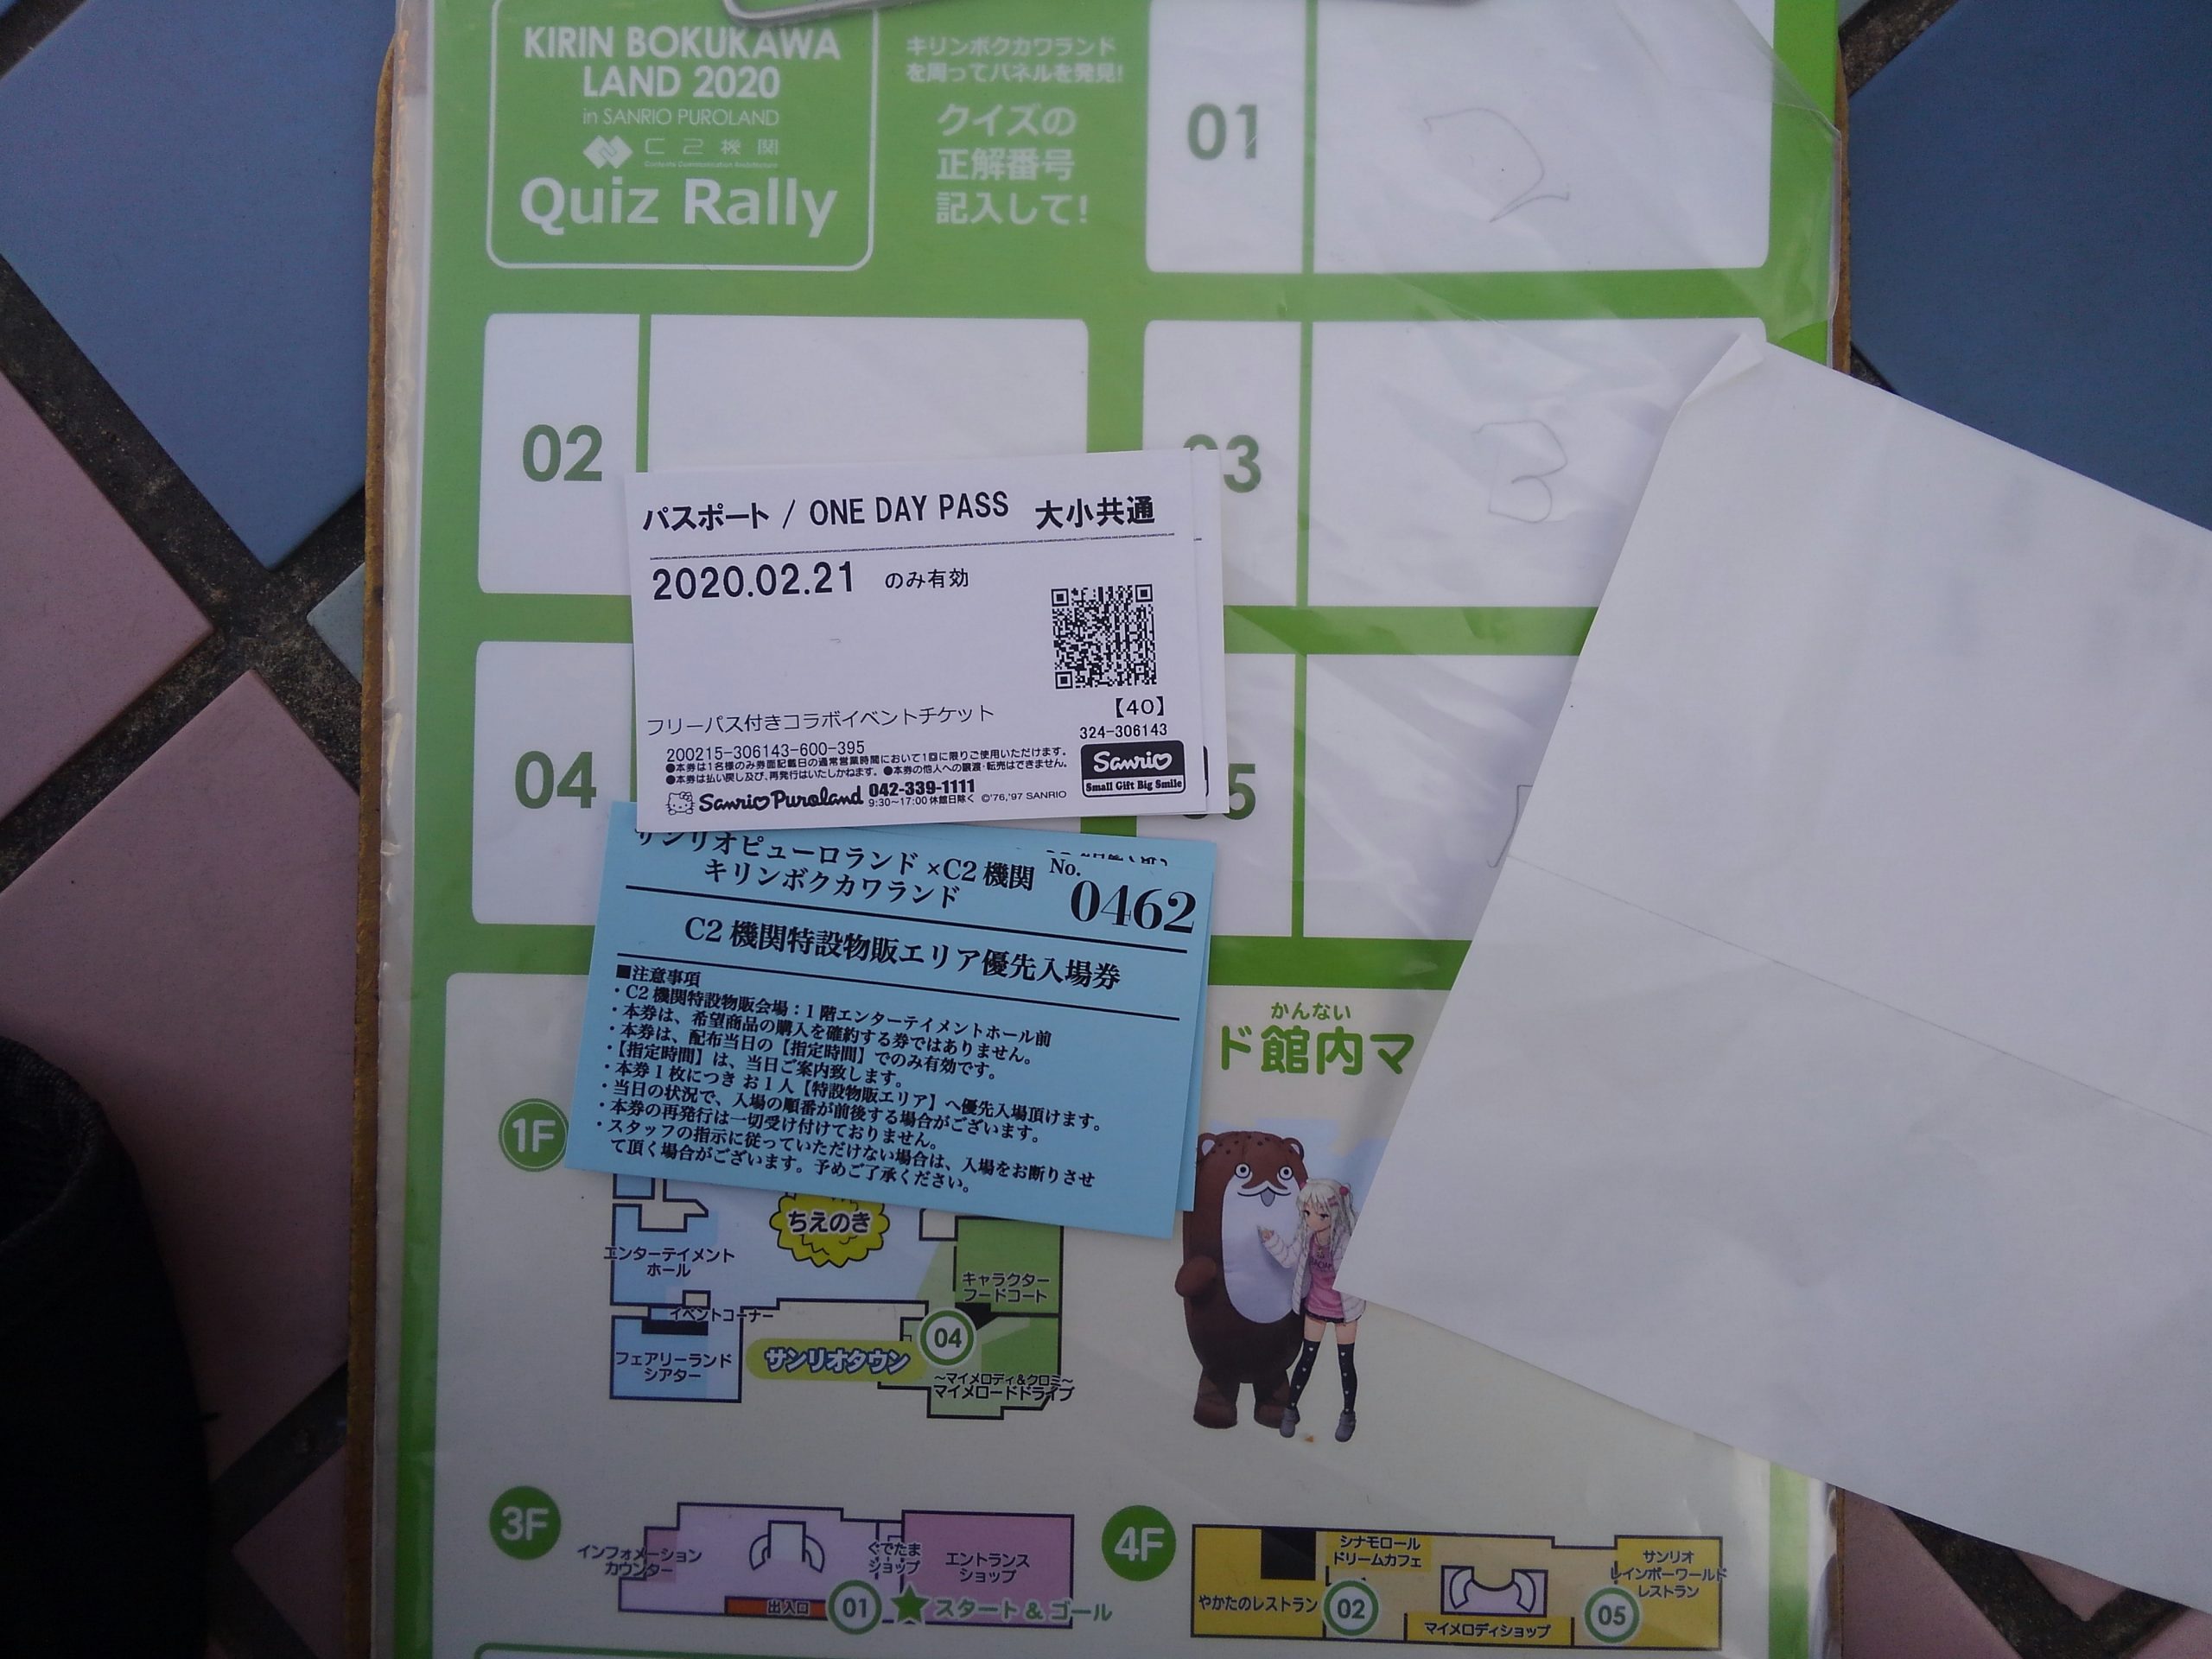 KIRIN BOKUKAWA
LAND 2020
in SANRIO PUROLAND
C2機関
Quiz Rally
キリンボクカワランド
を周ってパネルを発見!
クイズの
正解番号
記入して!
01
2
02
03
3
04
パスポート / ONE DAY PASS 大小共通
2020.02.21 のみ有効
【40】
324-306143
フリーパス付きコラボイベントチケット
200215-306143-600-395
●本券は1名様のみ券面記載日の通常営業時間において1回に限りご使用いただけます。
●本券は払い戻し及び、再発行はいたしかねます。●本券の他人への譲渡・転売はできません。
Sanrio Puroland 042-339-1111
9:30~17:00 休館日除く ©'76,'97 SANRIO
Sanrio
Small Gift Big Smile
5
サンリオピューロランド×C2機関
キリンボクカワランド
No.
0462
C2機関特設物販エリア優先入場券
■注意事項
・C2機関特設物販会場：1階エンターテイメントホール前
・本券は、希望商品の購入を確約する券ではありません。
・本券は、配布当日の【指定時間】でのみ有効です。
・【指定時間】は、当日ご案内致します。
・本券1枚につき お1人【特設物販エリア】へ優先入場頂けます。
・当日の状況で、入場の順番が前後する場合がございます。
・本券の再発行は一切受け付けておりません。
・スタッフの指示に従っていただけない場合は、入場をお断りさせ
て頂く場合がございます。予めご了承ください。
かんない
ド館内マ
1F
ちえのき
エンターテイメント
ホール
キャラクター
フードコート
イベントコーナー
04
フェアリーランド
シアター
サンリオタウン
～マイメロディ&クロミ～
マイメロードドライブ
3F
インフォメーション
カウンター
ぐでたま
ショップ
エントランス
ショップ
出入口
01
スタート & ゴール
4F
シナモロール
ドリームカフェ
サンリオ
レインボーワールド
レストラン
やかたのレストラン
02
マイメロディショップ
05